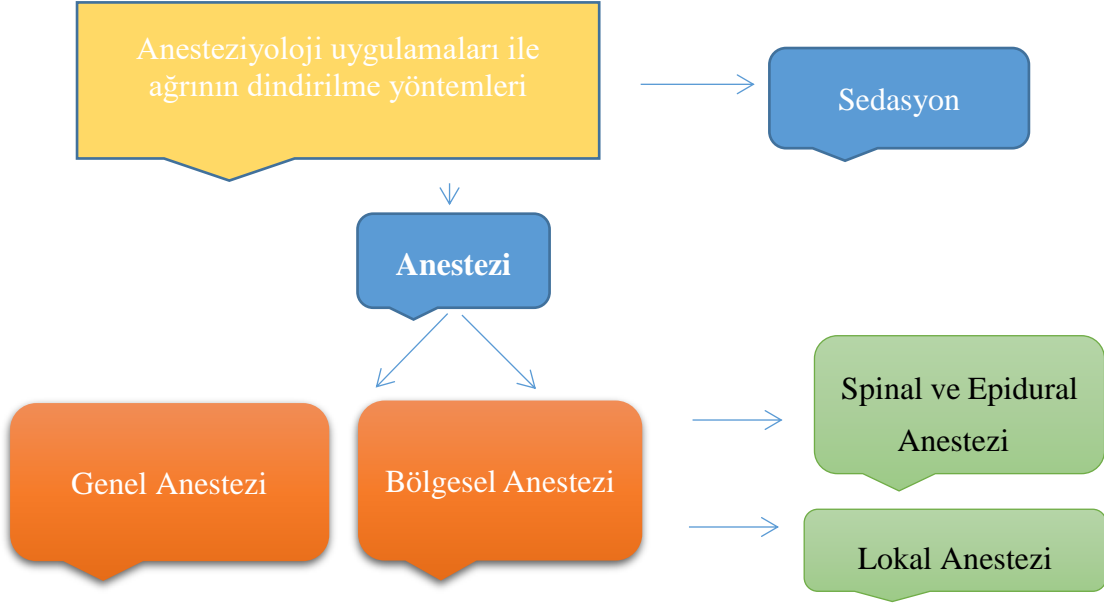 Anesteziyoloji uygulamaları ile
ağrının dindirilme yöntemleri
Sedasyon
Anestezi
Genel Anestezi
Bölgesel Anestezi
Spinal ve Epidural
Anestezi
Lokal Anestezi